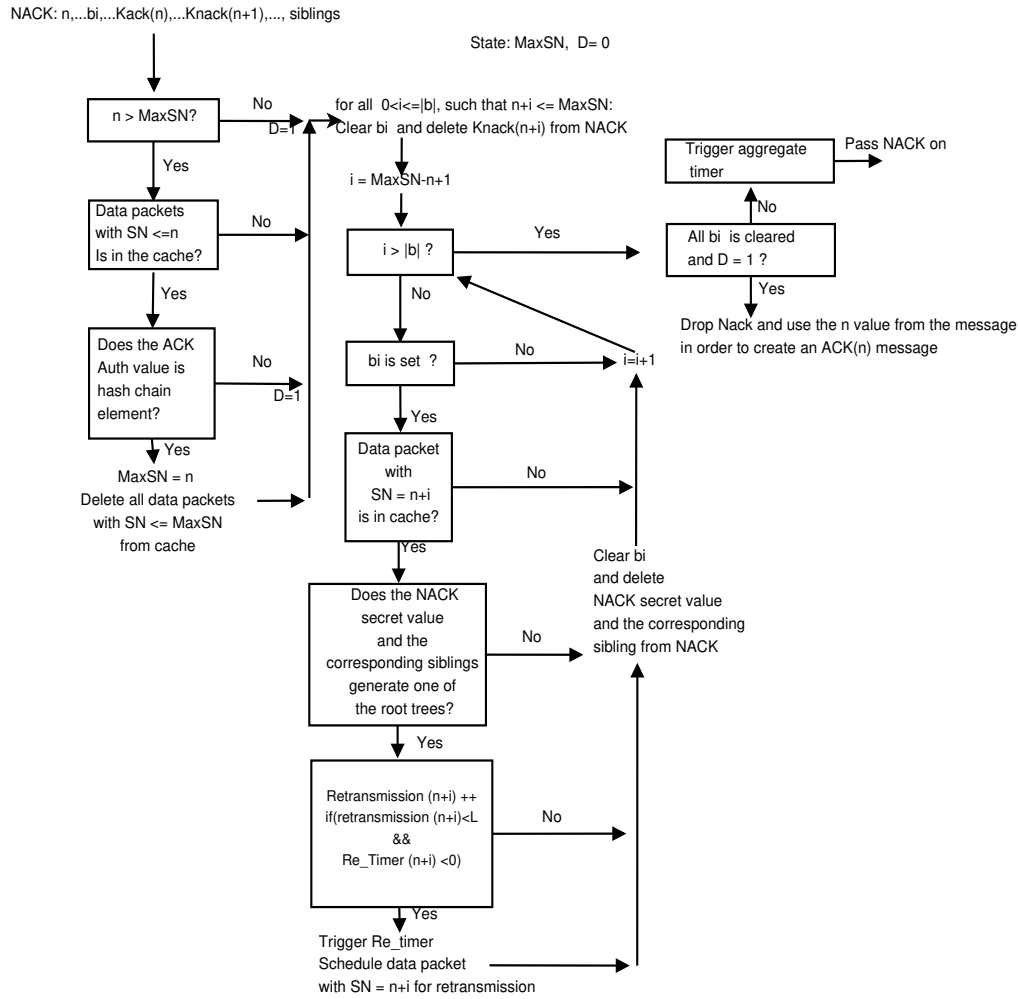 NACK: n,...bi,...Kack(n),...Knack(n+1),..., siblings
State: MaxSN, D= 0
n > MaxSN?
No
D=1
Yes
Data packets
with SN <=n
Is in the cache?
No
Yes
Does the ACK
Auth value is
hash chain
element?
No
D=1
Yes
MaxSN = n
Delete all data packets
with SN <= MaxSN
from cache
for all 0<i<=|b|, such that n+i <= MaxSN:
Clear bi and delete Knack(n+i) from NACK
i = MaxSN-n+1
i > |b| ?
Yes
No
bi is set ?
No
i=i+1
Yes
Data packet
with
SN = n+i
is in cache?
No
Yes
Does the NACK
secret value
and the
corresponding siblings
generate one of
the root trees?
No
Yes
Retransmission (n+i) ++
if(retransmission (n+i)<L
&&
Re_Timer (n+i) <0)
No
Yes
Trigger Re_timer
Schedule data packet
with SN = n+i for retransmission
Clear bi
and delete
NACK secret value
and the corresponding
sibling from NACK
Trigger aggregate
timer
Pass NACK on
No
All bi is cleared
and D = 1 ?
Yes
Drop Nack and use the n value from the message
in order to create an ACK(n) message